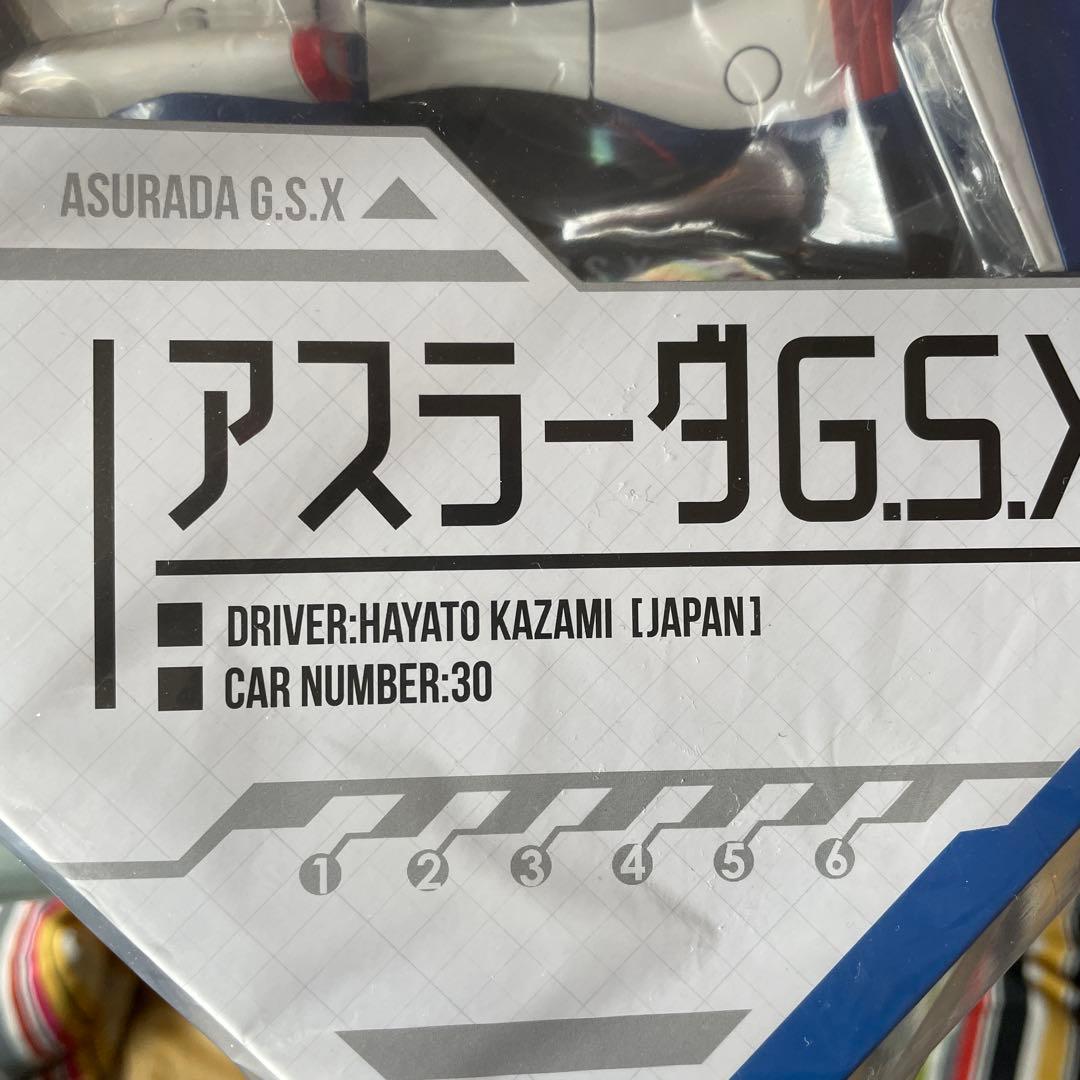 ASURADA G.S.X
アスラーダG.S.X
DRIVER:HAYATO KAZAMI [JAPAN]
CAR NUMBER:30
1 2 3 4 5 6